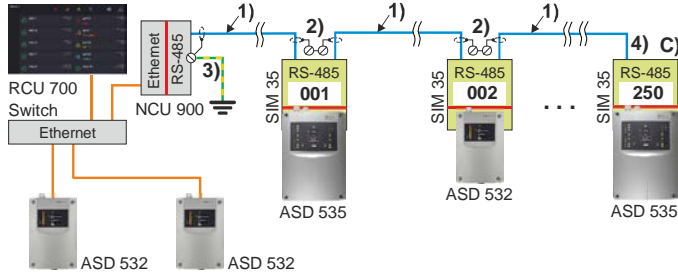 1)
2)
1)
2)
1)
4) C)
3)
Ethernet
RS-485
SIM 35
RS-485
001
SIM 35
RS-485
002
SIM 35
RS-485
250
RCU 700
NCU 900
Switch
Ethernet
. . .
ASD 535
ASD 532
ASD 535
ASD 532
ASD 532